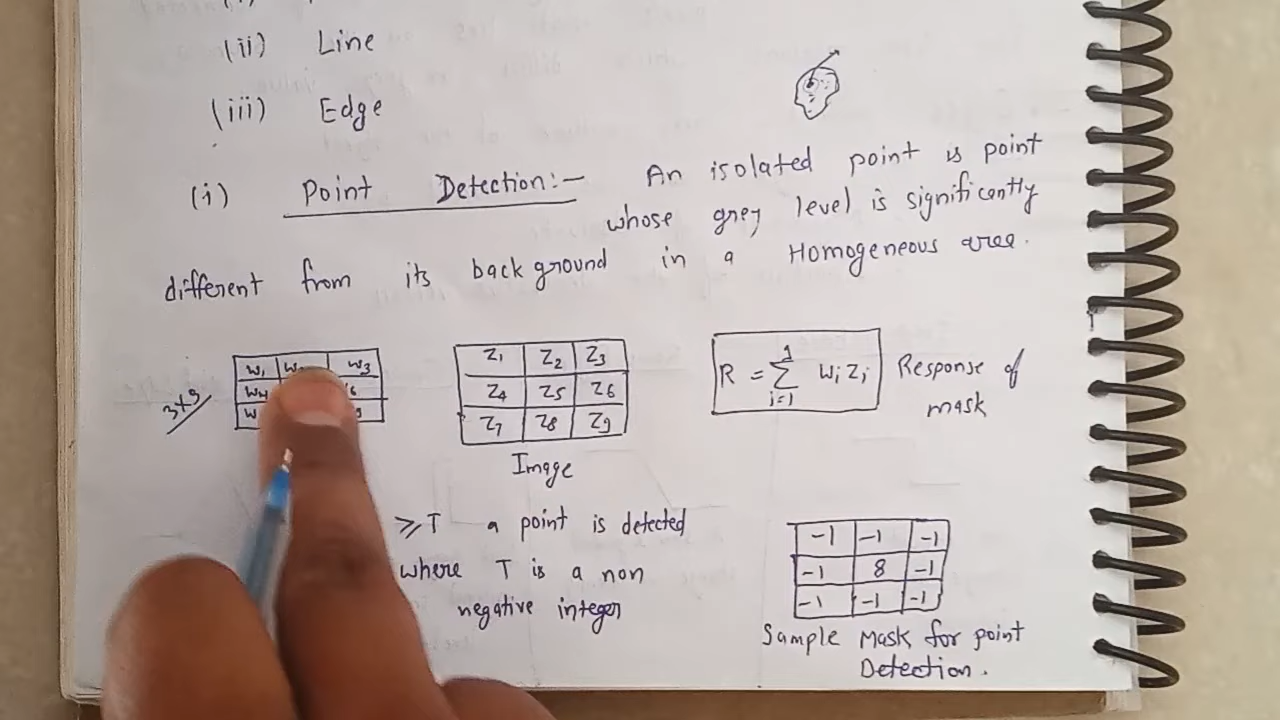 (ii) Line
(iii) Edge
(i) Point Detection:- An isolated point is point
whose grey level is significantly
different from its background in a Homogeneous area.
w1 w3
w4
w
Z1 Z2 Z3
Z4 Z5 Z6
Z7 Z8 Z9
Image
R = 9 Σ i=1 Wi Zi
Response of
mask
≥T a point is detected
where T is a non
negative integer
-1 -1 -1
-1 8 -1
-1 -1 -1
Sample Mask for point
Detection.